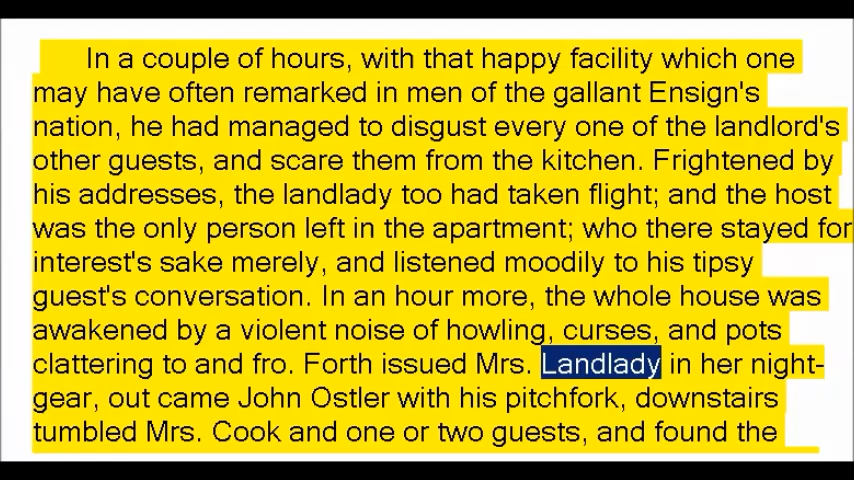 In a couple of hours, with that happy facility which one
may have often remarked in men of the gallant Ensign's
nation, he had managed to disgust every one of the landlord's
other guests, and scare them from the kitchen. Frightened by
his addresses, the landlady too had taken flight; and the host
was the only person left in the apartment; who there stayed for
interest's sake merely, and listened moodily to his tipsy
guest's conversation. In an hour more, the whole house was
awakened by a violent noise of howling, curses, and pots
clattering to and fro. Forth issued Mrs. Landlady in her night-
gear, out came John Ostler with his pitchfork, downstairs
tumbled Mrs. Cook and one or two guests, and found the